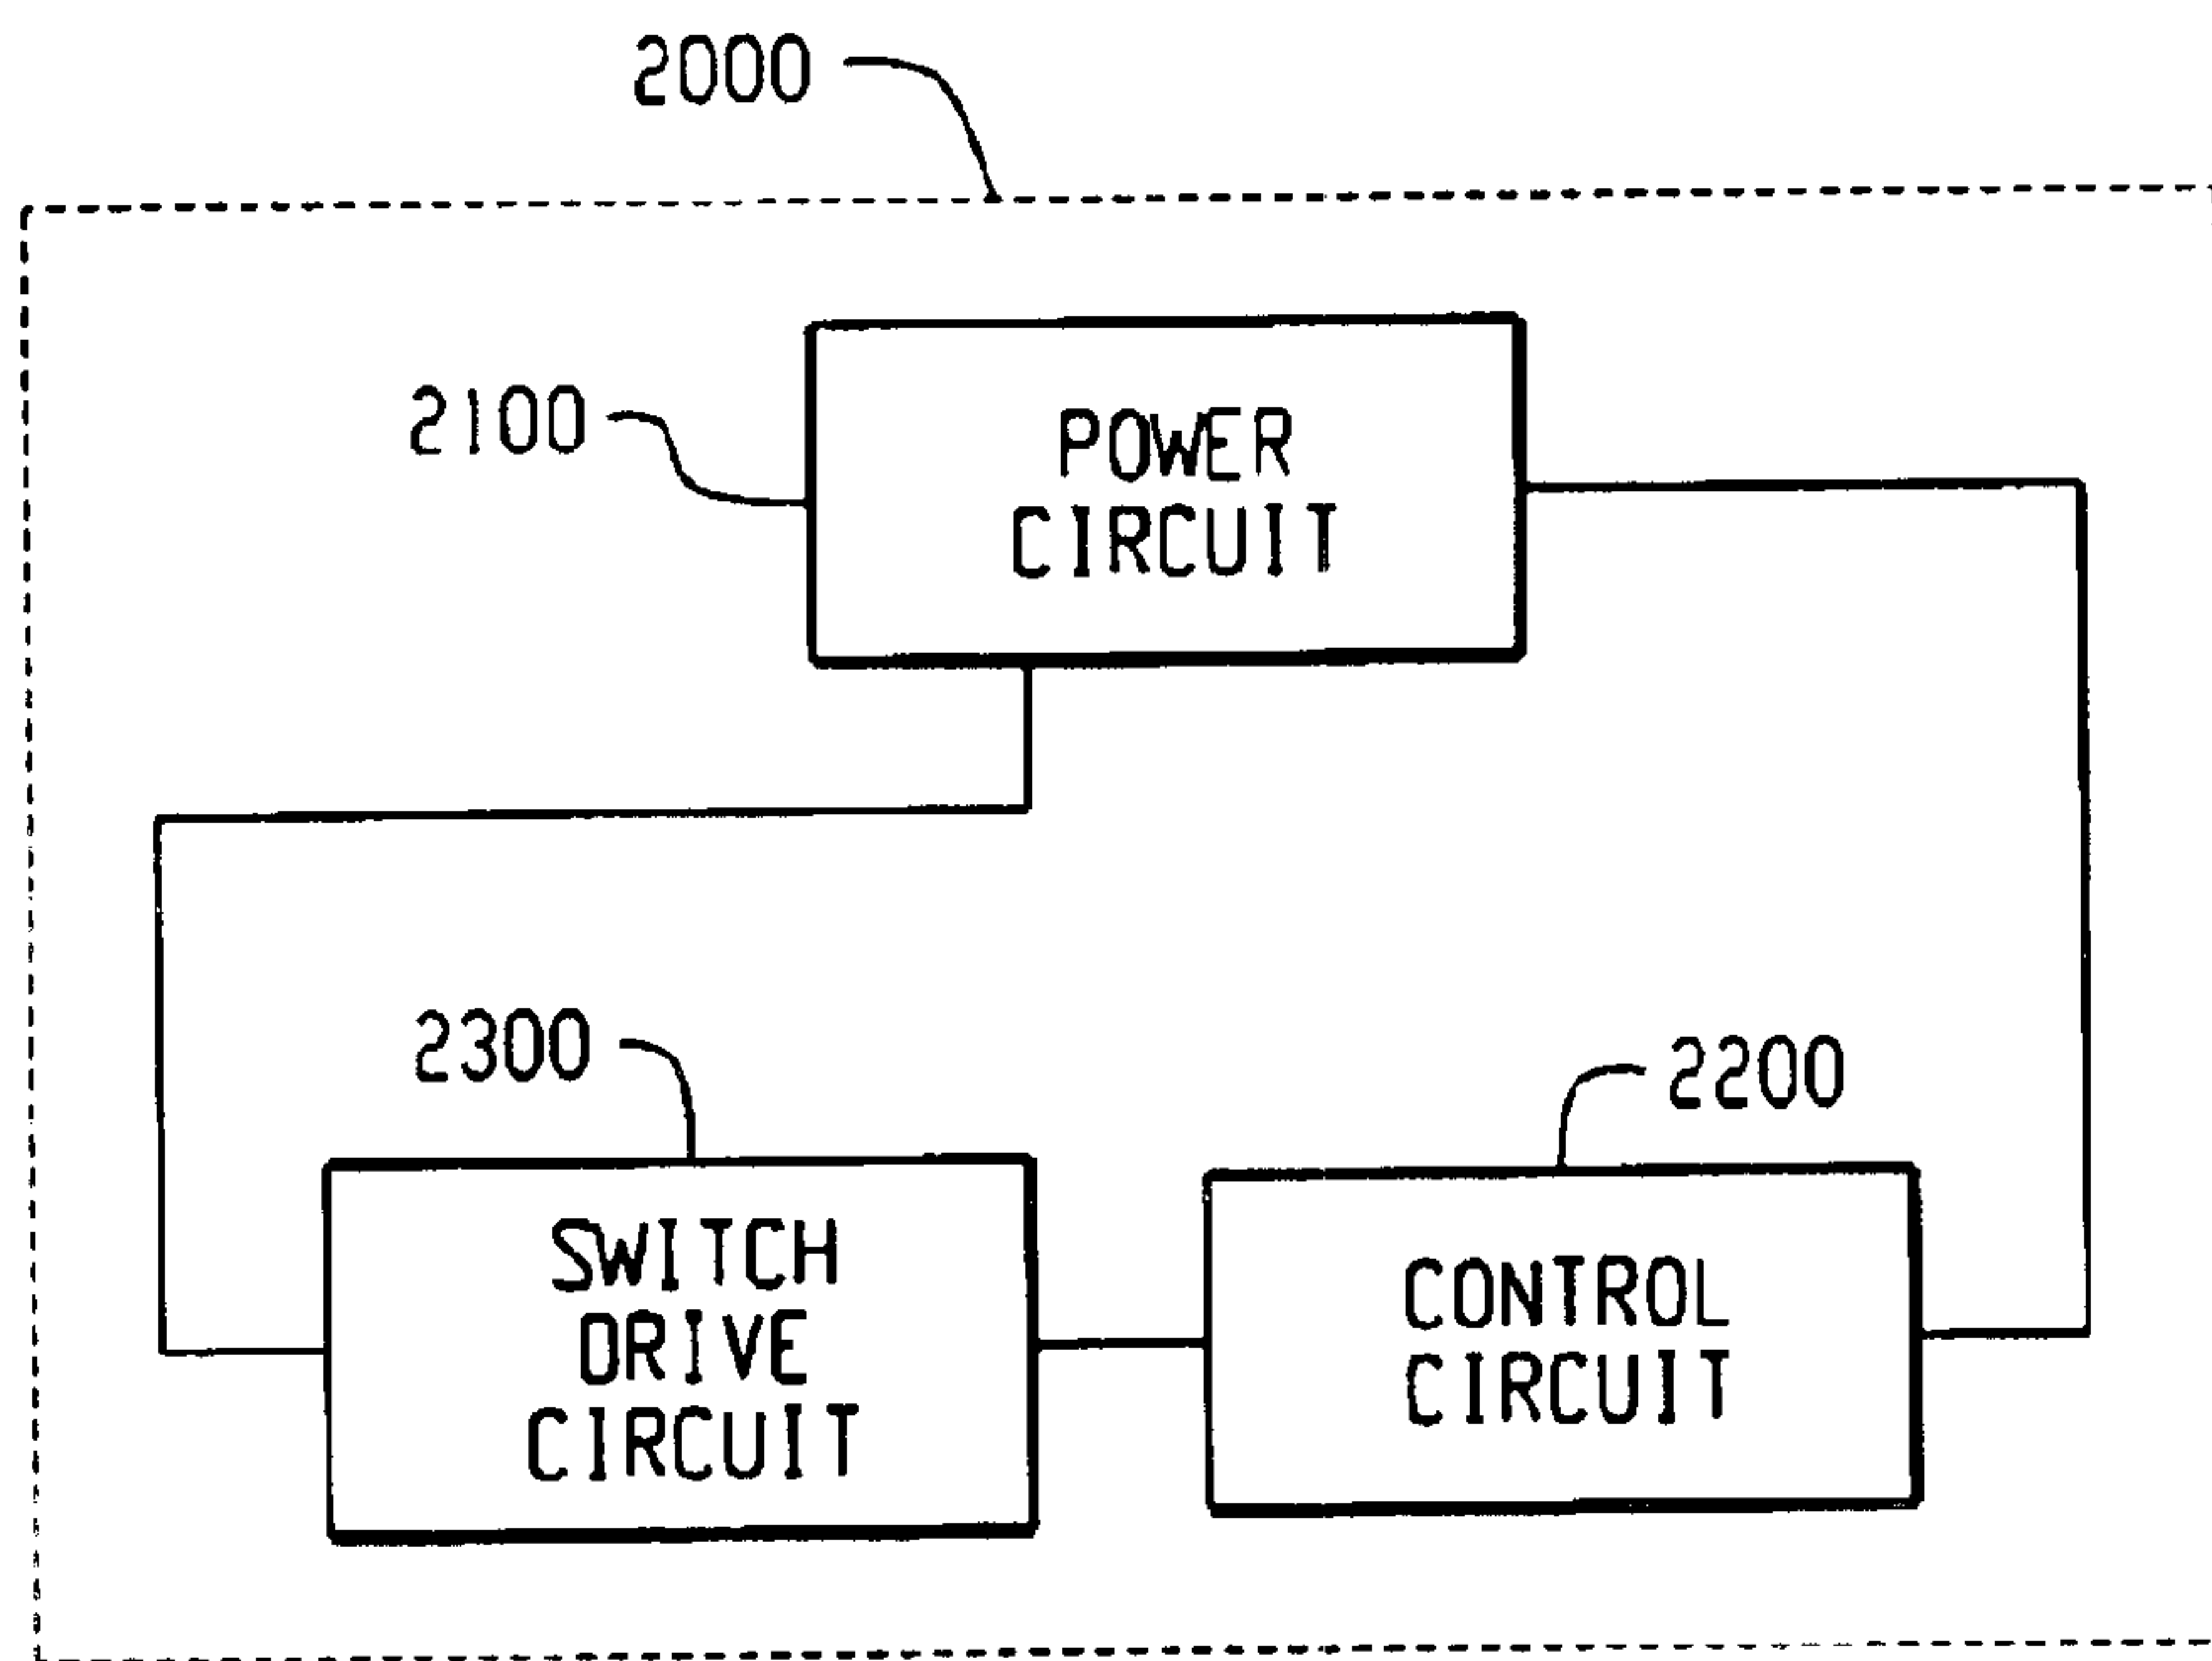 2000
2100
POWER
CIRCUIT
2300
2200
SWITCH
DRIVE
CIRCUIT
CONTROL
CIRCUIT